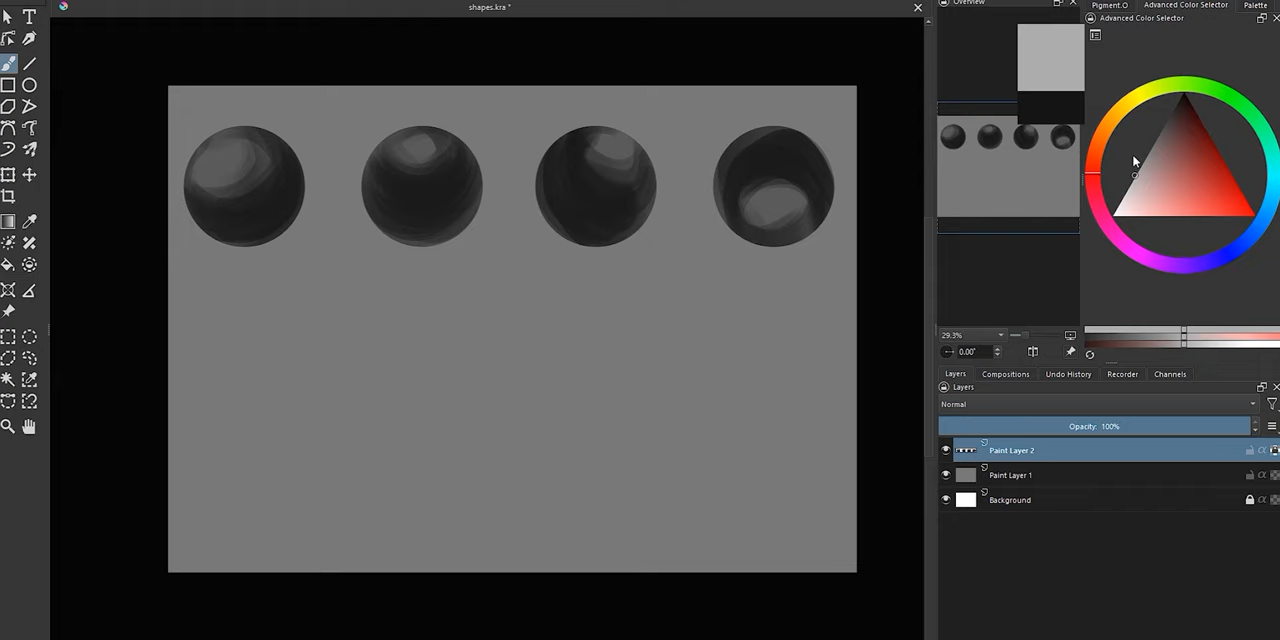 shapes.kra *
Overview
Pigment.O
Advanced Color Selector
Palette
Advanced Color Selector
29.3%
0.00°
Layers
Compositions
Undo History
Recorder
Channels
Layers
Normal
Opacity: 100%
Paint Layer 2
Paint Layer 1
Background